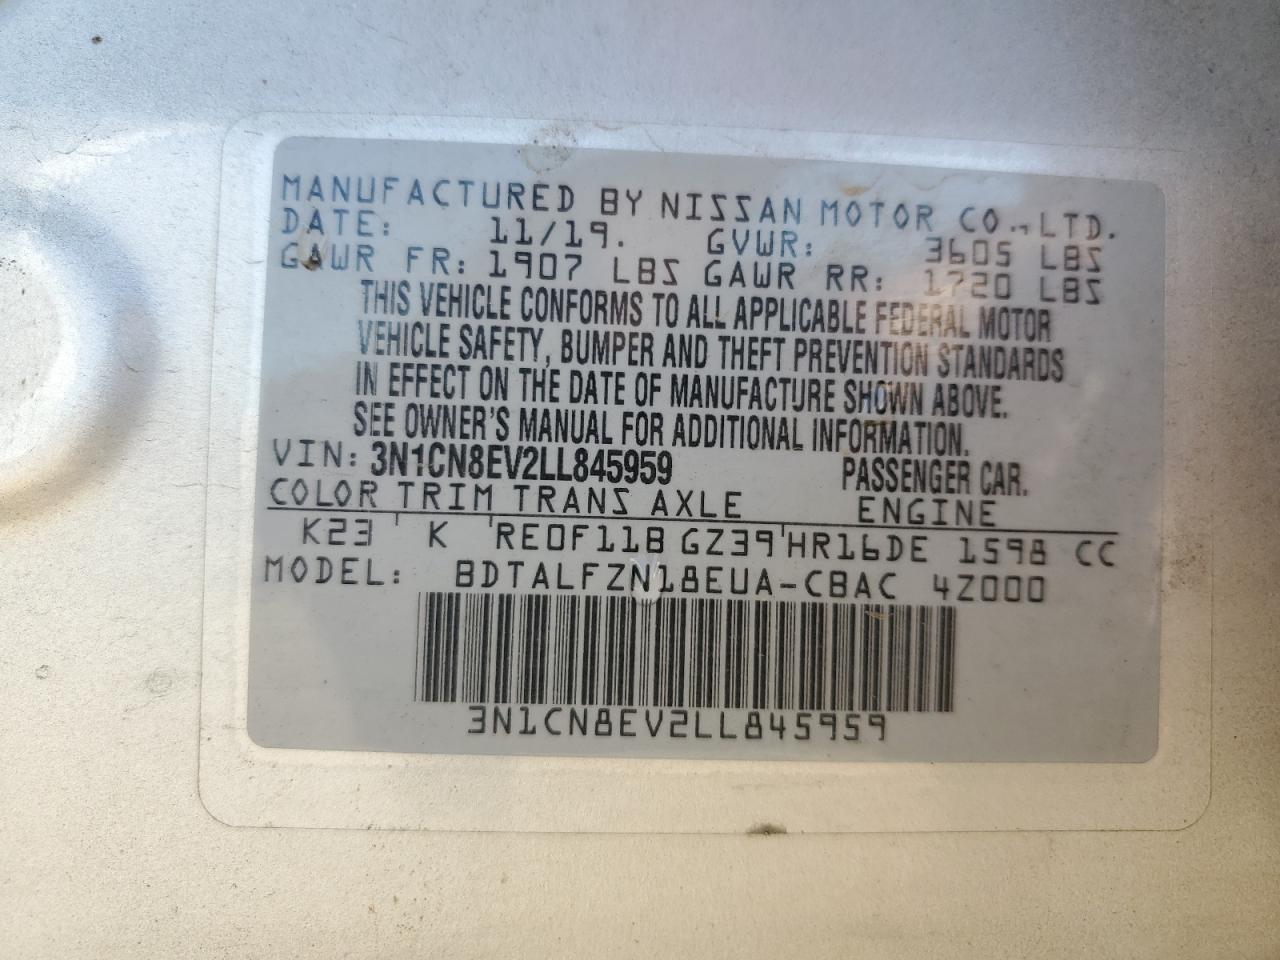 MANUFACTURED BY NISSAN MOTOR CO.,LTD.
DATE: 11/19. GVWR: 3605 LBS
GAWR FR: 1907 LBS GAWR RR: 1720 LBS
THIS VEHICLE CONFORMS TO ALL APPLICABLE FEDERAL MOTOR
VEHICLE SAFETY, BUMPER AND THEFT PREVENTION STANDARDS
IN EFFECT ON THE DATE OF MANUFACTURE SHOWN ABOVE.
SEE OWNER'S MANUAL FOR ADDITIONAL INFORMATION.
VIN: 3N1CN8EV2LL845959 PASSENGER CAR.
COLOR TRIM TRANS AXLE ENGINE
K23 K RE0F11B GZ39 HR16DE 1598 CC
MODEL: BDTALFZN18EUA-CBAC 4Z000
3N1CN8EV2LL845959